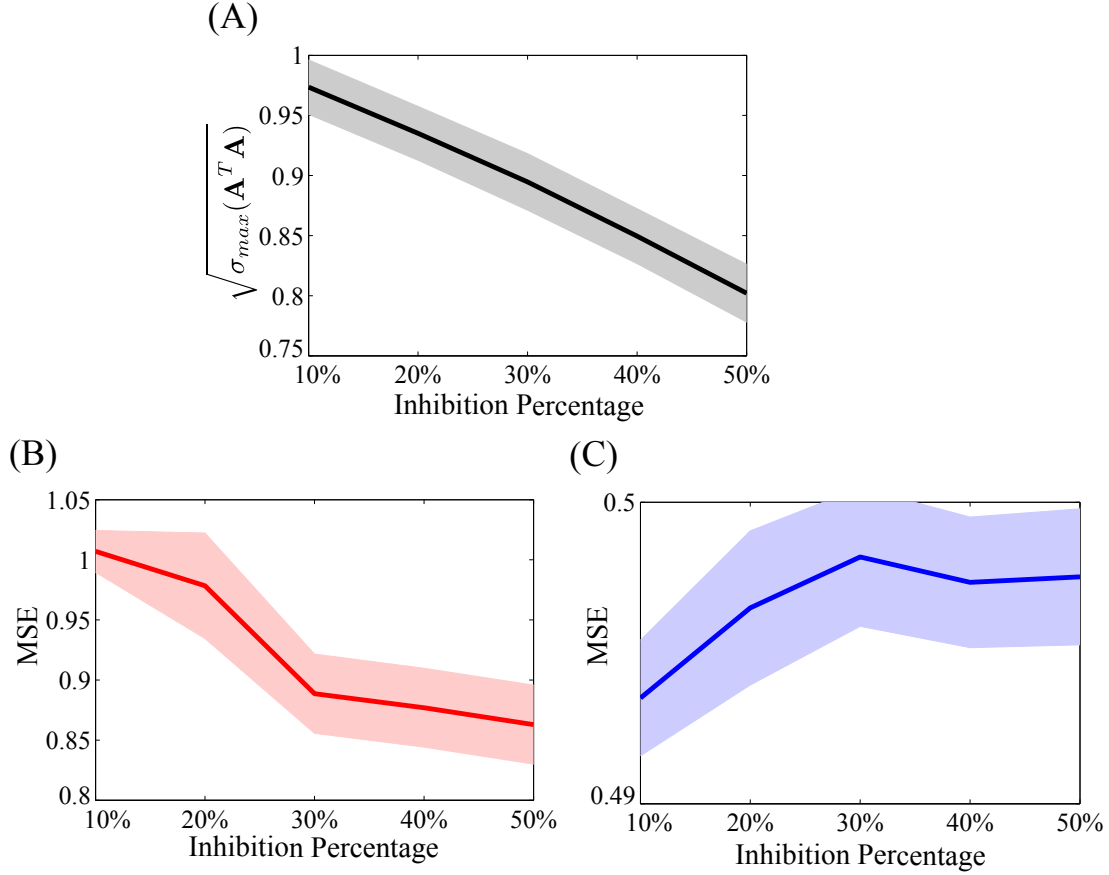 (A)
1
0.95
0.9
0.85
0.8
0.75
√σmax(A^T A)
10% 20% 30% 40% 50%
Inhibition Percentage
(B)
1.05
1
0.95
0.9
0.85
0.8
MSE
10% 20% 30% 40% 50%
Inhibition Percentage
(C)
0.5
0.49
MSE
10% 20% 30% 40% 50%
Inhibition Percentage